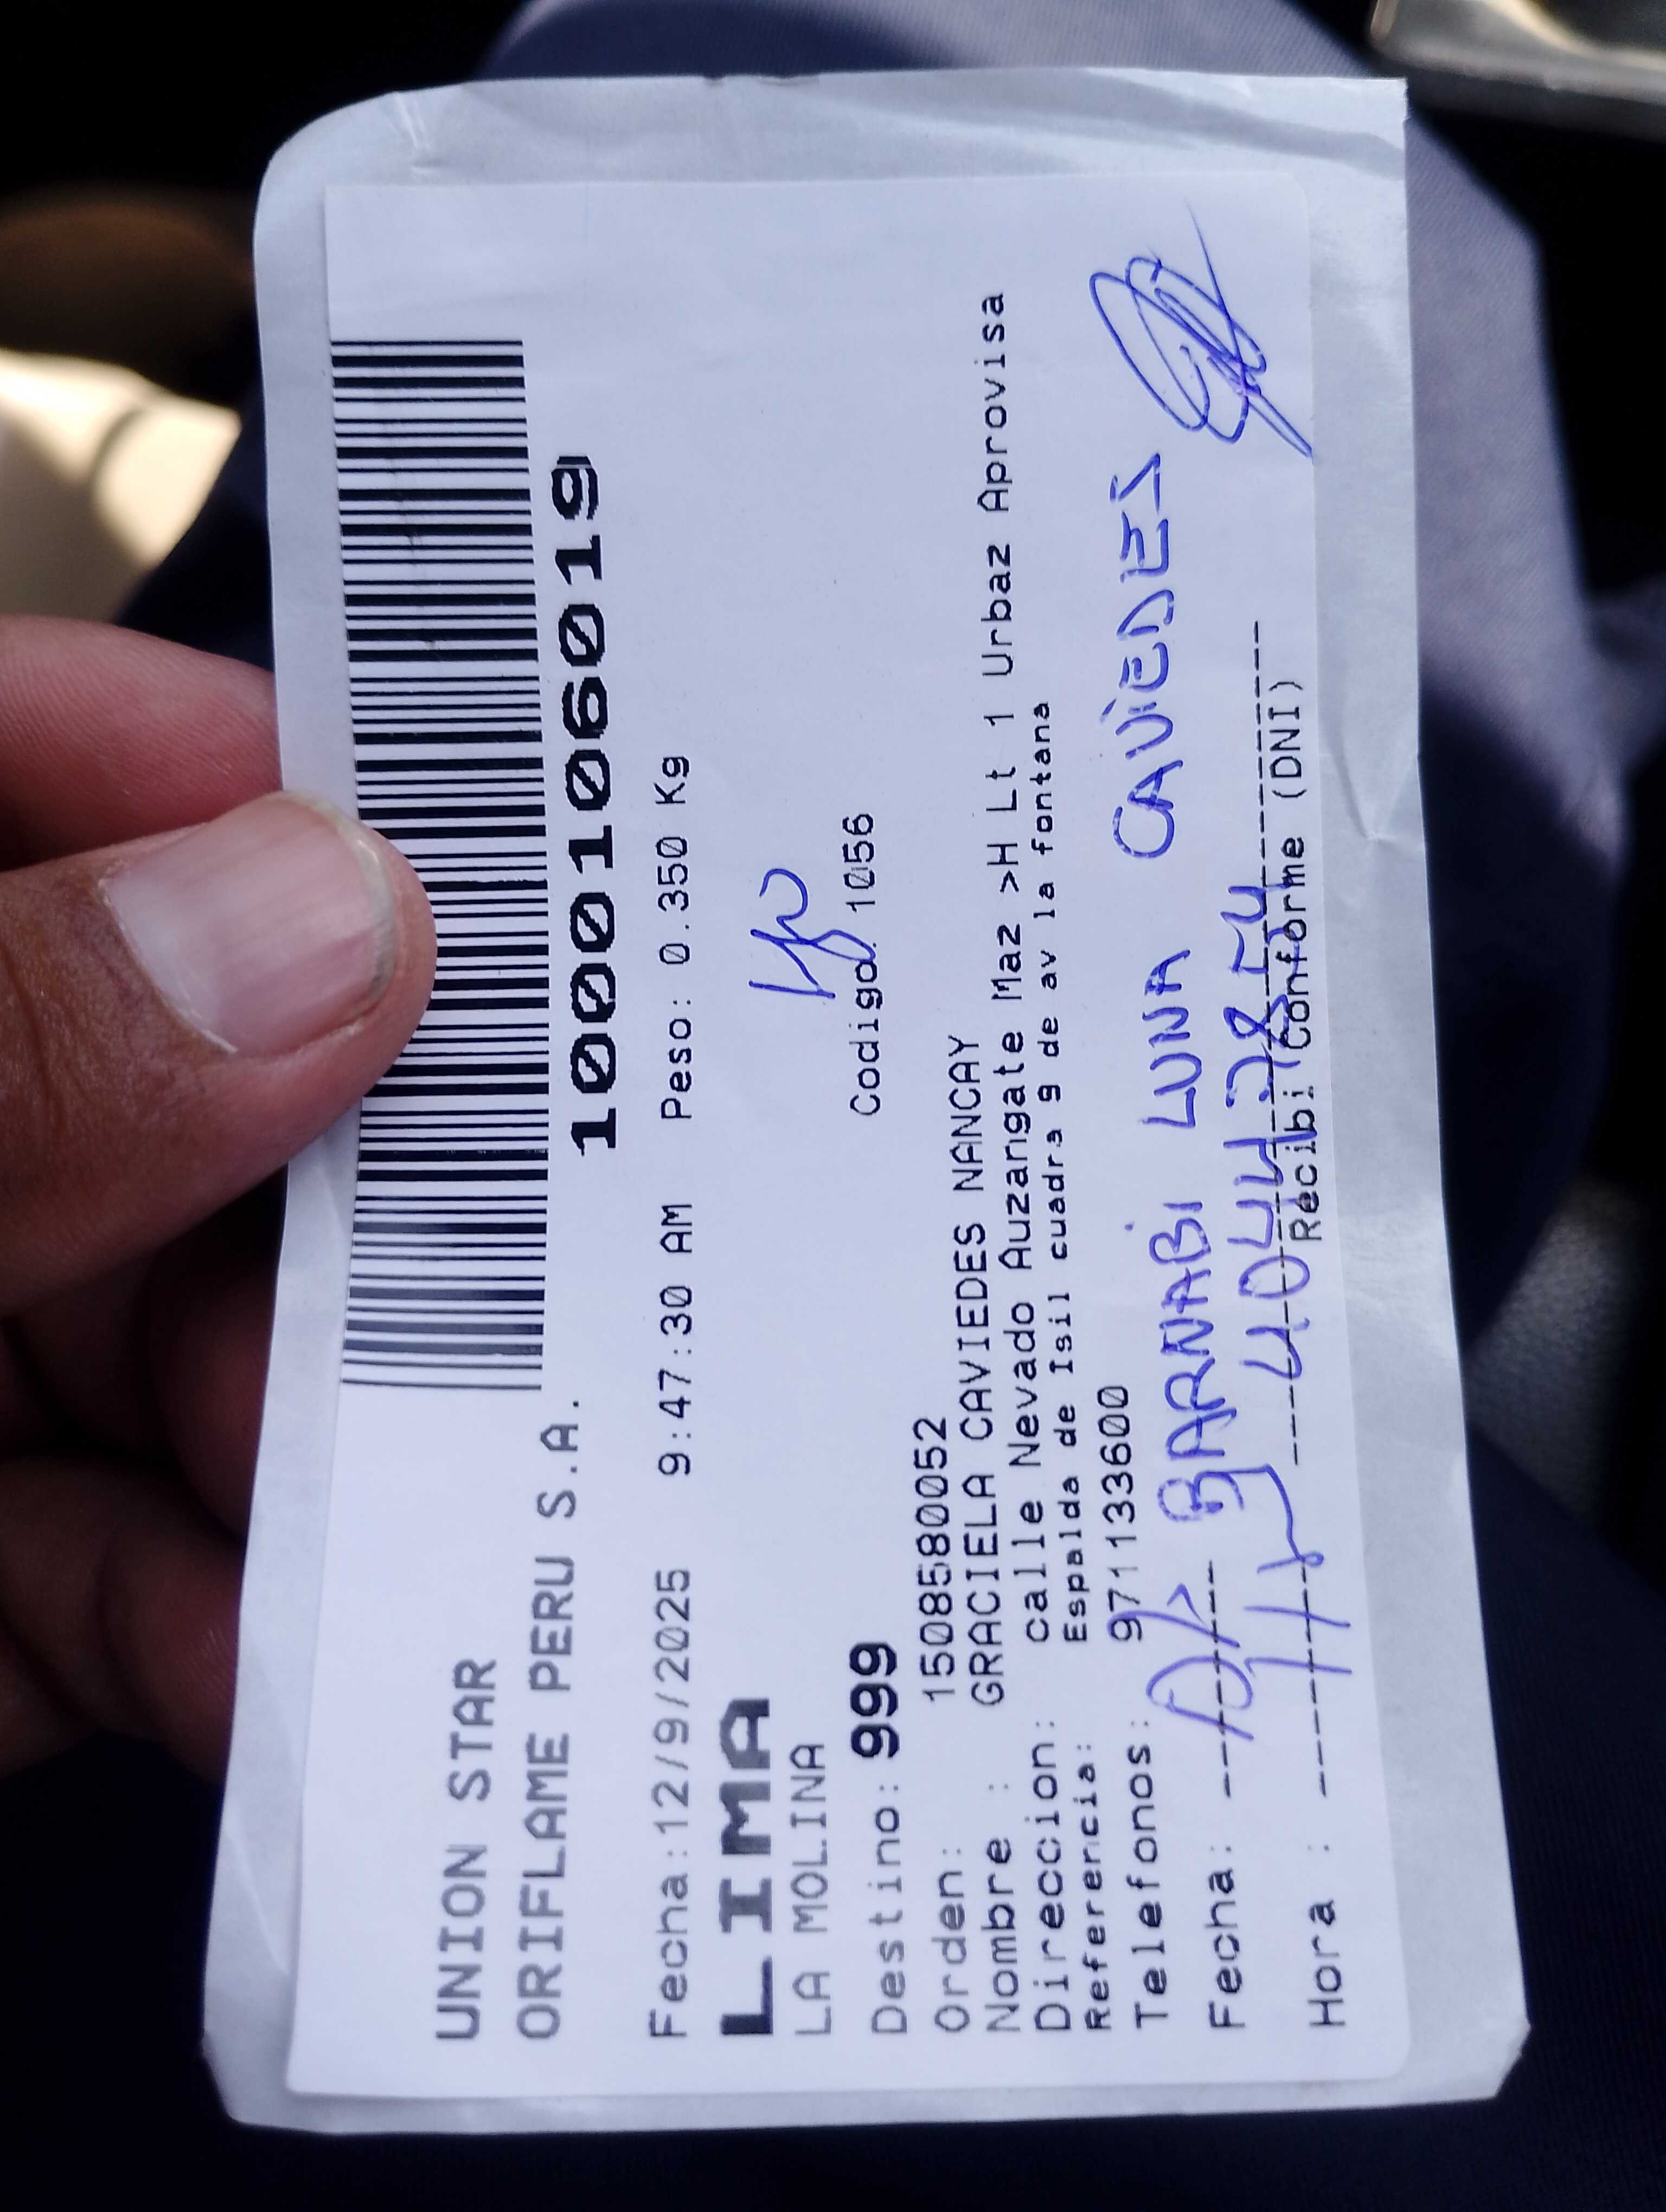 UNION STAR
ORIFLAME PERU S.A.
1000106019
Fecha:12/9/2025 9:47:30 AM Peso: 0.350 Kg
LIMA
LA MOLINA
Destino: 999 Codigo 1056
Orden: 1508580052
Nombre : GRACIELA CAVIEDES NANCAY
Direccion: calle Nevado Auzangate Maz >H Lt 1 Urbaz Aprovisa
Referencia: Espalda de Isil cuadra 9 de av la fontana
Telefonos: 971133600
BARNABI LUNA CAVIEDES
Fecha:
Hora :
Recibi Conforme (DNI)